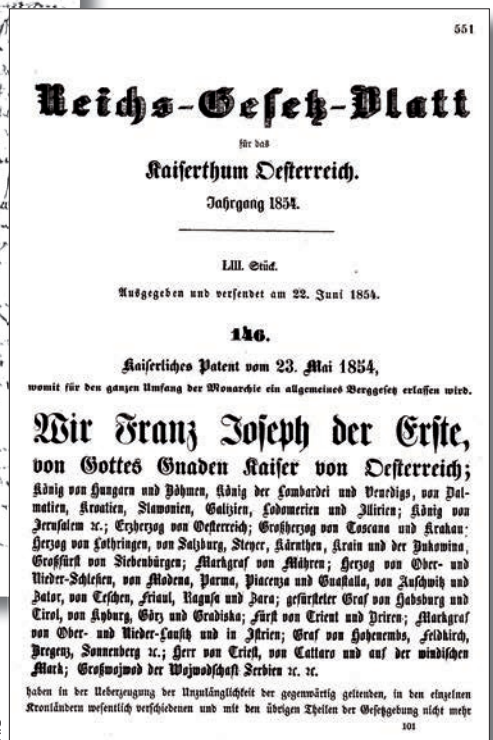 551
Reichs-Gesetz-Blatt
für das
Kaiserthum Oesterreich.
Jahrgang 1854.
LIII. Stück.
Ausgegeben und versendet am 22. Juni 1854.
146.
Kaiserliches Patent vom 23. Mai 1854,
womit für den ganzen Umfang der Monarchie ein allgemeines Berggesetz erlassen wird.
Wir Franz Joseph der Erste,
von Gottes Gnaden Kaiser von Oesterreich;
König von Hungarn und Böhmen, König der Lombardei und Venedigs, von Dal-
matien, Kroatien, Slawonien, Galizien, Lodomerien und Illirien; König von
Jerusalem ꝛc.; Erzherzog von Oesterreich; Großherzog von Toscana und Krakau;
Herzog von Lothringen, von Salzburg, Steyer, Kärnthen, Krain und der Bukowina,
Großfürst von Siebenbürgen; Markgraf von Mähren; Herzog von Ober- und
Nieder-Schlesien, von Modena, Parma, Piacenza und Guastalla, von Auschwitz und
Zator, von Teschen, Friaul, Ragusa und Zara; gefürsteter Graf von Habsburg und
Tirol, von Kyburg, Görz und Gradiska; Fürst von Trient und Brixen; Markgraf
von Ober- und Nieder-Lausitz und in Istrien; Graf von Hohenembs, Feldkirch,
Bregenz, Sonnenberg ꝛc.; Herr von Triest, von Cattaro und auf der windischen
Mark; Großwojwod der Wojwodschaft Serbien ꝛc. ꝛc.
haben in der Ueberzeugung der Unzulänglichkeit der gegenwärtig geltenden, in den einzelnen
Kronländern wesentlich verschiedenen und mit den übrigen Theilen der Gesetzgebung nicht mehr
101